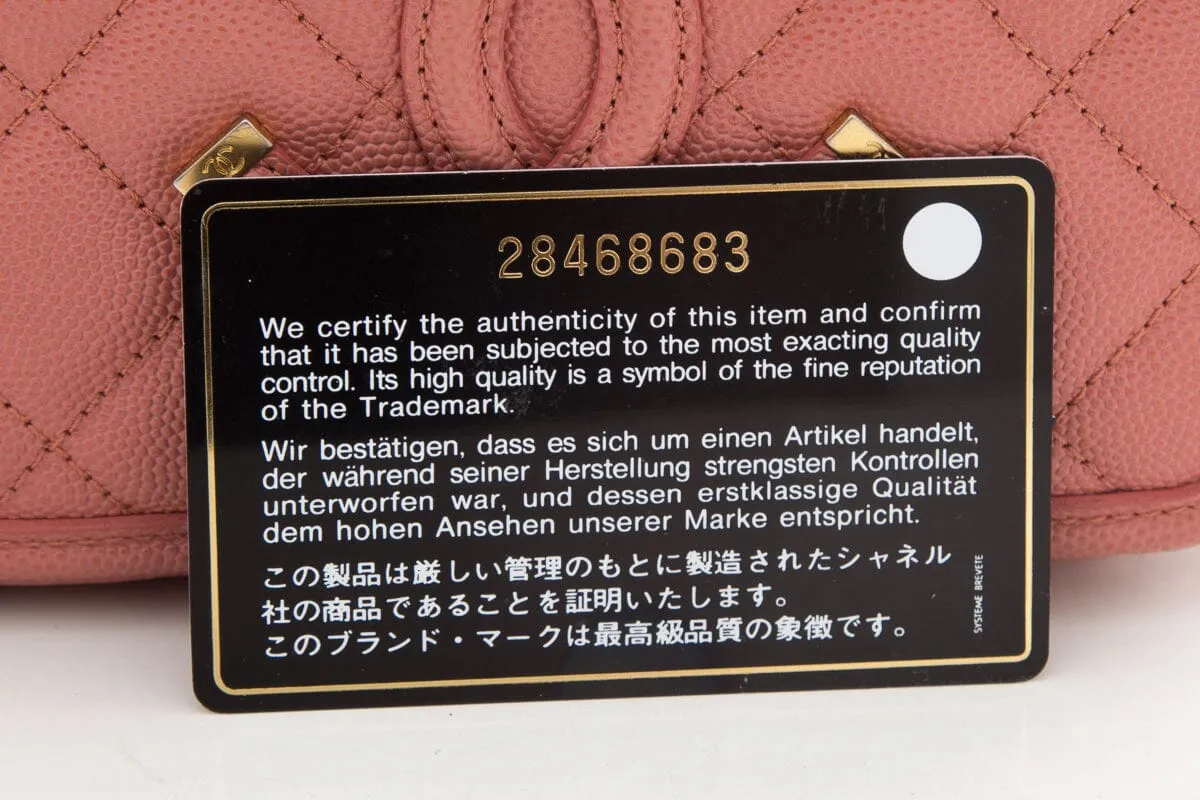 28468683
We certify the authenticity of this item and confirm
that it has been subjected to the most exacting quality
control. Its high quality is a symbol of the fine reputation
of the Trademark.
Wir bestätigen, dass es sich um einen Artikel handelt,
der während seiner Herstellung strengsten Kontrollen
unterworfen war, und dessen erstklassige Qualität
dem hohen Ansehen unserer Marke entspricht.
この製品は厳しい管理のもとに製造されたシャネル
社の商品であることを証明いたします。
このブランド・マークは最高級品質の象徴です。
SYSTEME BREVETE